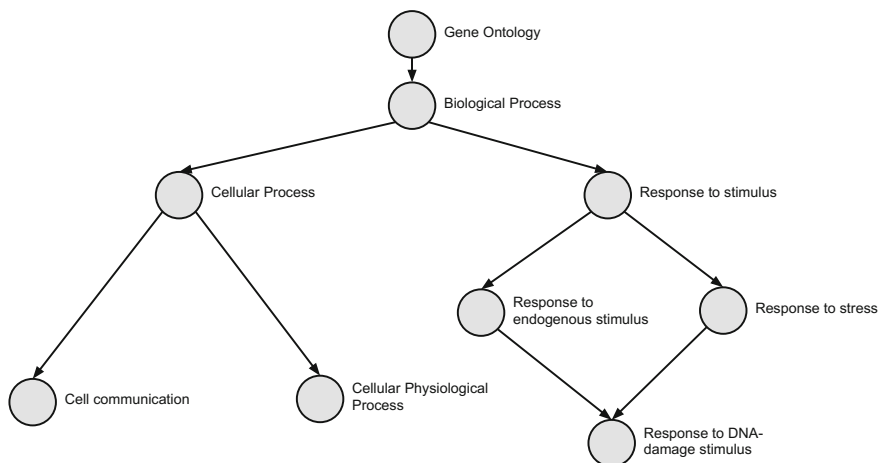 Gene Ontology
Biological Process
Cellular Process
Response to stimulus
Response to
endogenous stimulus
Response to stress
Cell communication
Cellular Physiological
Process
Response to DNA-
damage stimulus